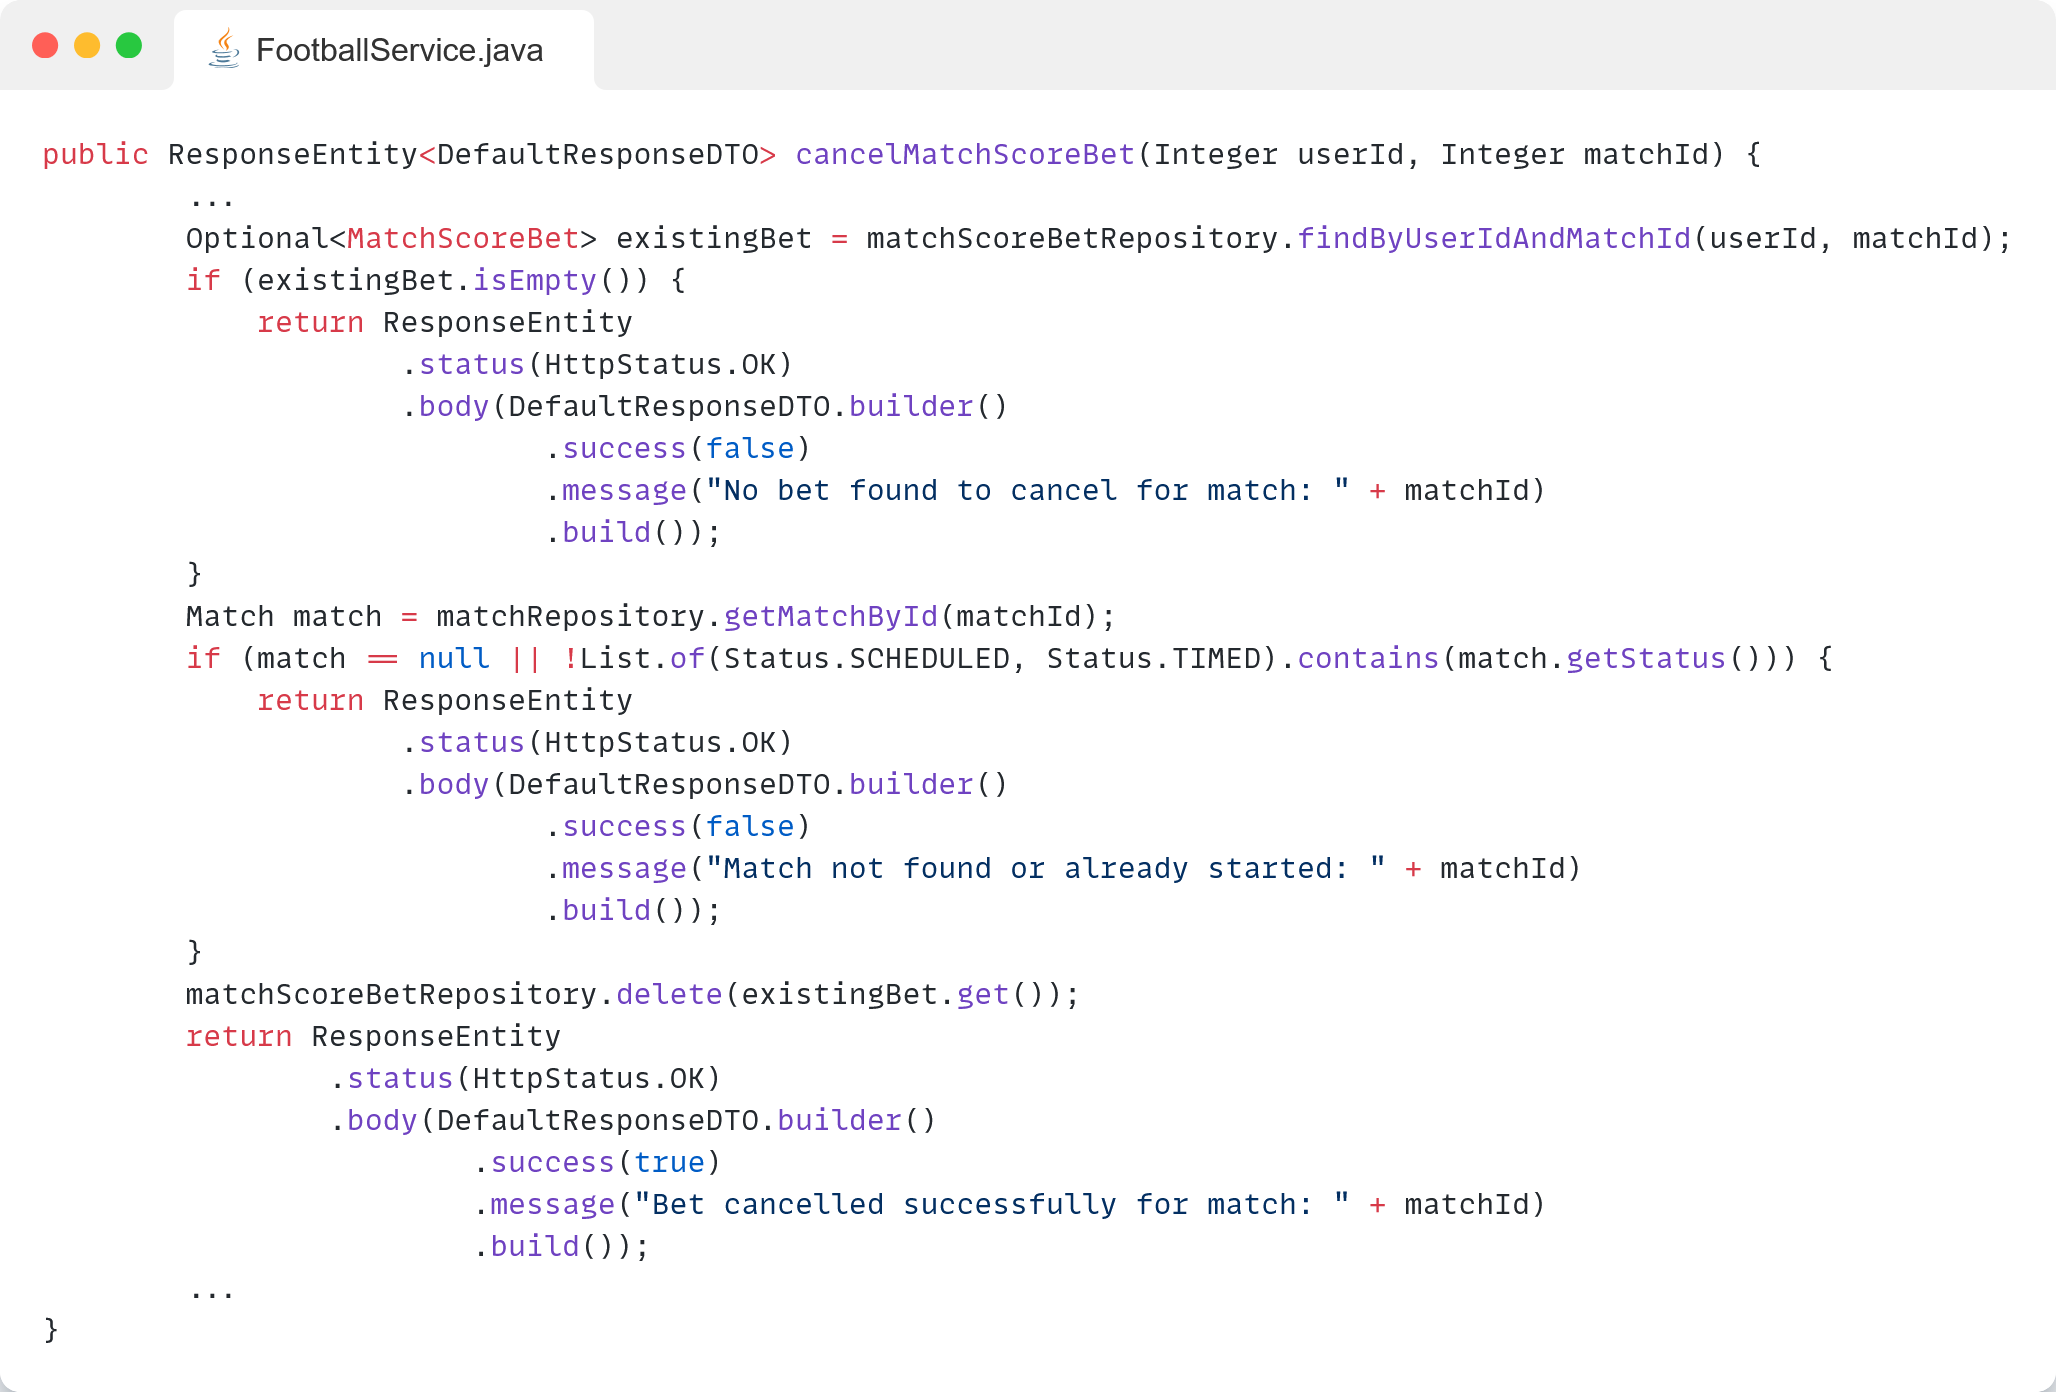 FootballService.java
public ResponseEntity<DefaultResponseDTO> cancelMatchScoreBet(Integer userId, Integer matchId) {
        ...
        Optional<MatchScoreBet> existingBet = matchScoreBetRepository.findByUserIdAndMatchId(userId, matchId);
        if (existingBet.isEmpty()) {
            return ResponseEntity
                    .status(HttpStatus.OK)
                    .body(DefaultResponseDTO.builder()
                            .success(false)
                            .message("No bet found to cancel for match: " + matchId)
                            .build());
        }
        Match match = matchRepository.getMatchById(matchId);
        if (match == null || !List.of(Status.SCHEDULED, Status.TIMED).contains(match.getStatus())) {
            return ResponseEntity
                    .status(HttpStatus.OK)
                    .body(DefaultResponseDTO.builder()
                            .success(false)
                            .message("Match not found or already started: " + matchId)
                            .build());
        }
        matchScoreBetRepository.delete(existingBet.get());
        return ResponseEntity
                .status(HttpStatus.OK)
                .body(DefaultResponseDTO.builder()
                        .success(true)
                        .message("Bet cancelled successfully for match: " + matchId)
                        .build());
        ...
}